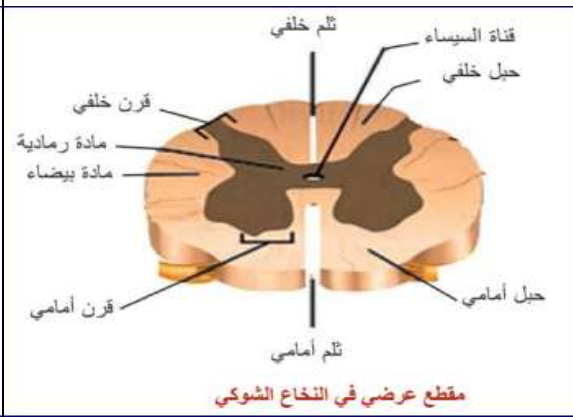 ثلم خلفي
قناة السيساء
حبل خلفي
قرن خلفي
مادة رمادية
مادة بيضاء
حبل أمامي
قرن أمامي
ثلم أمامي
مقطع عرضي في النخاع الشوكي